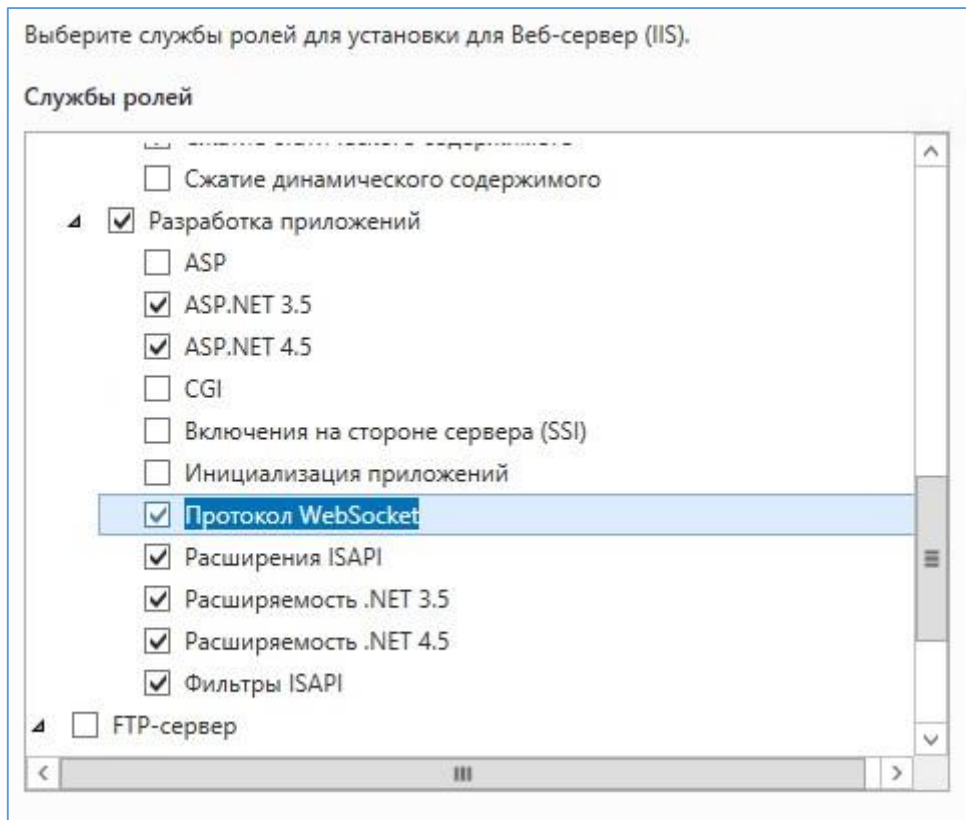 Выберите службы ролей для установки для Веб-сервер (IIS).
Службы ролей
Сжатие динамического содержимого
Разработка приложений
ASP
ASP.NET 3.5
ASP.NET 4.5
CGI
Включения на стороне сервера (SSI)
Инициализация приложений
Протокол WebSocket
Расширения ISAPI
Расширяемость .NET 3.5
Расширяемость .NET 4.5
Фильтры ISAPI
FTP-сервер